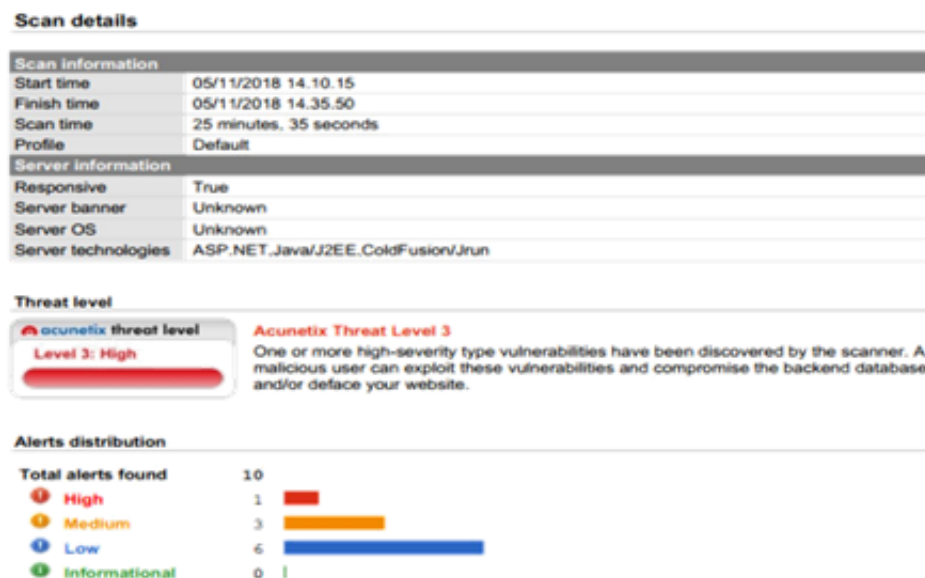 Scan details
Scan information
Start time 05/11/2018 14.10.15
Finish time 05/11/2018 14.35.50
Scan time 25 minutes, 35 seconds
Profile Default
Server information
Responsive True
Server banner Unknown
Server OS Unknown
Server technologies ASP.NET,Java/J2EE,ColdFusion/Jrun
Threat level
acunetix threat level
Level 3: High
Acunetix Threat Level 3
One or more high-severity type vulnerabilities have been discovered by the scanner. A
malicious user can exploit these vulnerabilities and compromise the backend database
and/or deface your website.
Alerts distribution
Total alerts found 10
High 1
Medium 3
Low 6
Informational 0